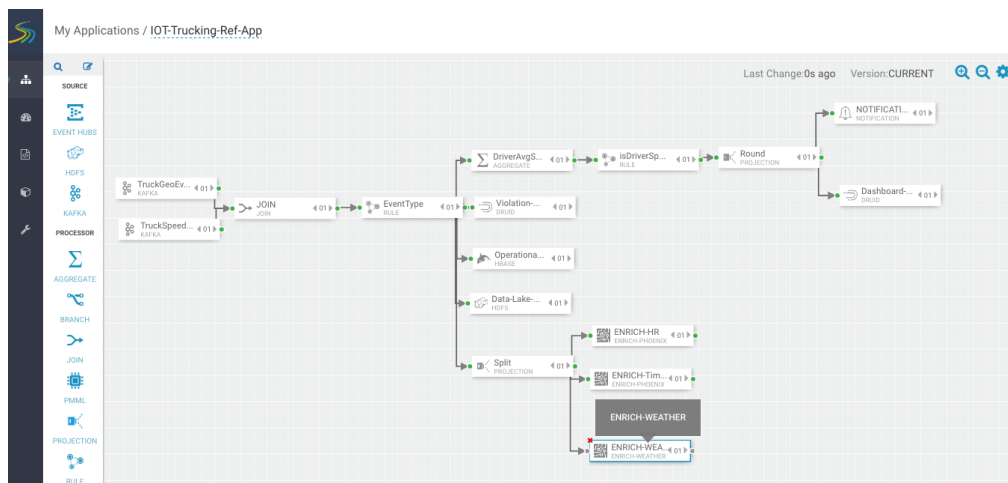 My Applications / IOT-Trucking-Ref-App
Last Change:0s ago Version:CURRENT
SOURCE
EVENT HUBS
HDFS
KAFKA
PROCESSOR
AGGREGATE
BRANCH
JOIN
PMML
PROJECTION
RULE
TruckGeoEv... 01
KAFKA
TruckSpeed... 01
KAFKA
JOIN 01
JOIN
EventType 01
RULE
DriverAvgS... 01
AGGREGATE
isDriverSp... 01
RULE
Round 01
PROJECTION
NOTIFICATI... 01
NOTIFICATION
Dashboard-... 01
DRUID
Violation-... 01
DRUID
Operationa... 01
HBASE
Data-Lake-... 01
HDFS
Split 01
PROJECTION
ENRICH-HR 01
ENRICH-PHOENIX
ENRICH-Tim... 01
ENRICH-PHOENIX
ENRICH-WEATHER
ENRICH-WEA... 01
ENRICH-WEATHER